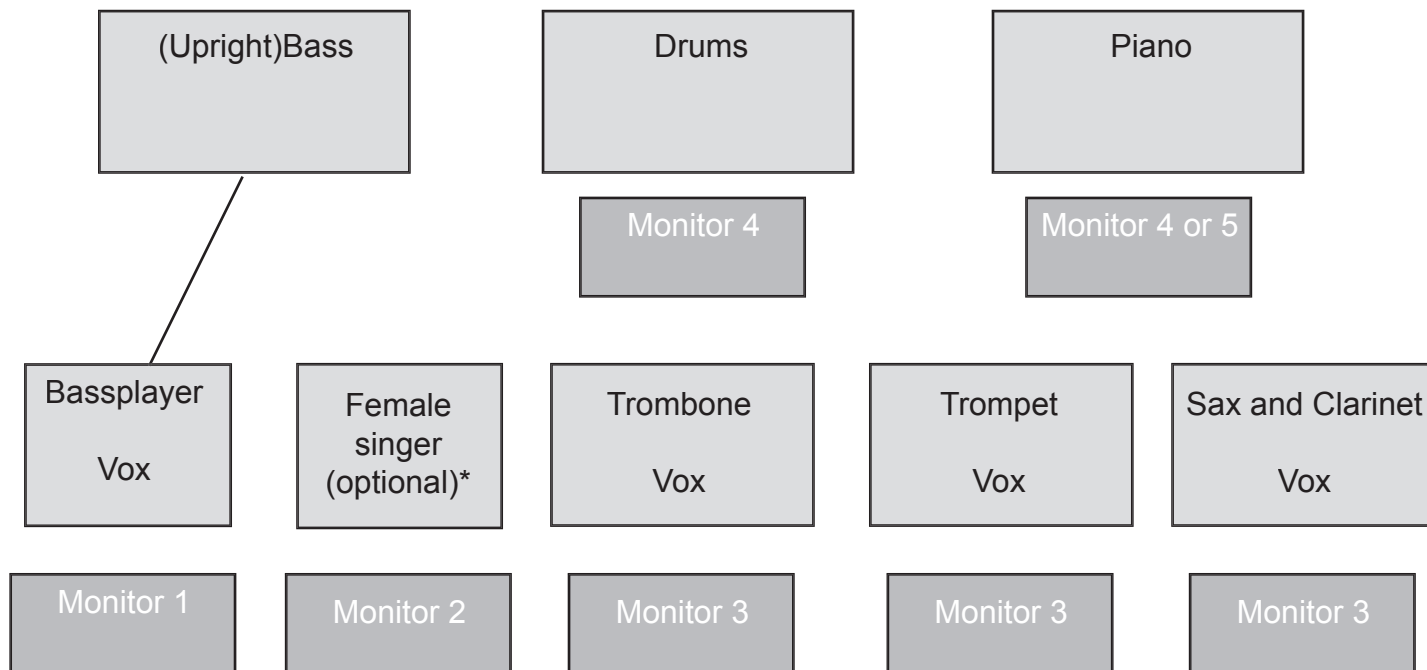 (Upright)Bass
Drums
Piano
Monitor 4
Monitor 4 or 5
Bassplayer
Vox
Female
singer
(optional)*
Trombone
Vox
Trompet
Vox
Sax and Clarinet
Vox
Monitor 1
Monitor 2
Monitor 3
Monitor 3
Monitor 3